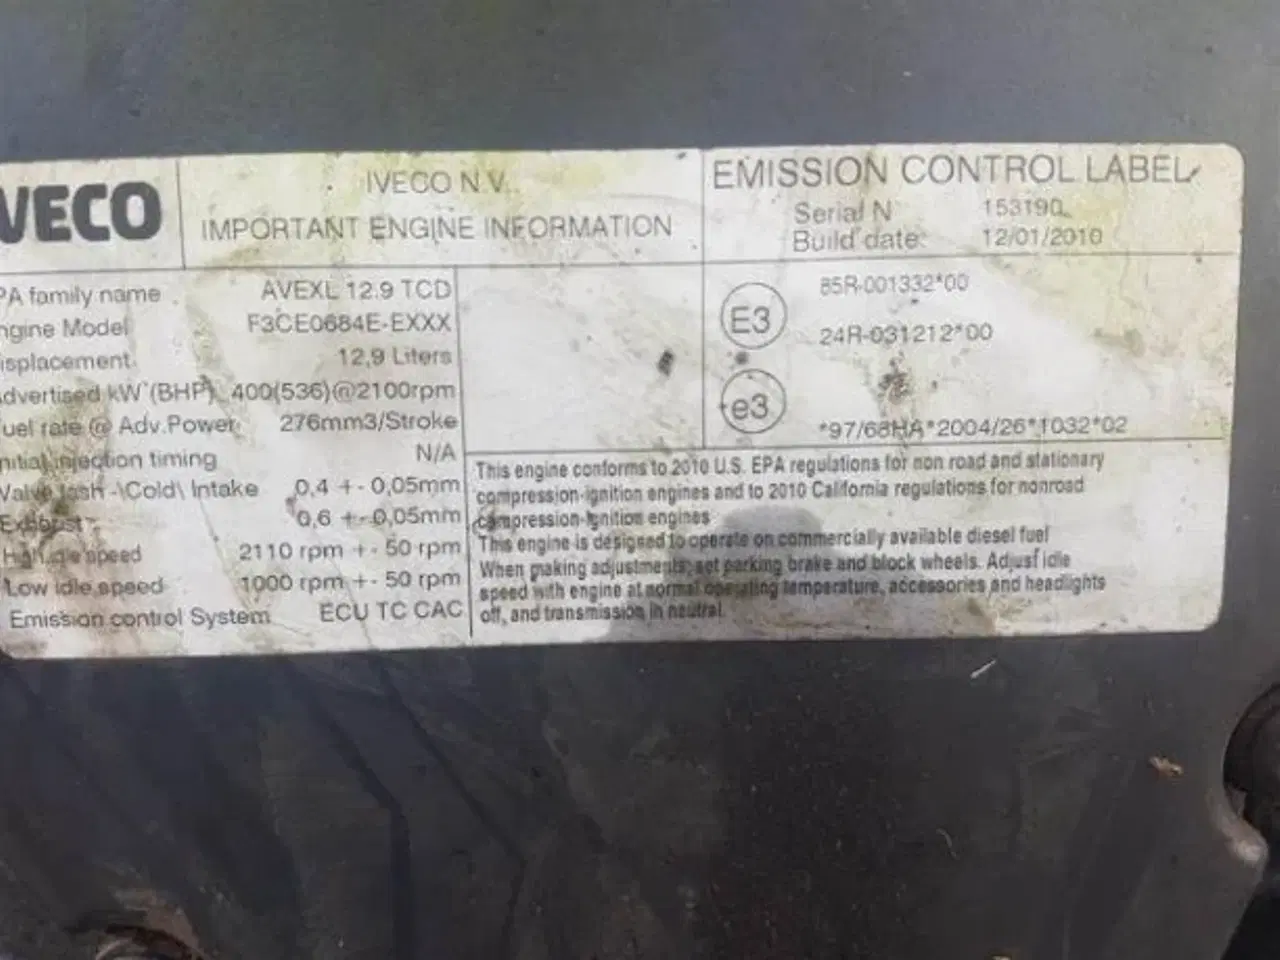 VECO
IVECO N.V.
IMPORTANT ENGINE INFORMATION
EMISSION CONTROL LABEL
Serial N 153190
Build date: 12/01/2010
PA family name AVEXL 12.9 TCD
ngine Model F3CE0684E-EXXX
isplacement 12,9 Liters
dvertised kW (BHP) 400(536)@2100rpm
uel rate @ Adv.Power 276mm3/Stroke
nitial injection timing N/A
Valve lash -\Cold\ Intake 0,4 +- 0,05mm
Exhaust - 0,6 +- 0,05mm
High idle speed 2110 rpm +- 50 rpm
Low idle speed 1000 rpm +- 50 rpm
Emission control System ECU TC CAC
E3
e3
85R-001332*00
24R-031212*00
*97/68HA*2004/26*1032*02
This engine conforms to 2010 U.S. EPA regulations for non road and stationary
compression-ignition engines and to 2010 California regulations for nonroad
compression-ignition engines
This engine is designed to operate on commercially available diesel fuel
When making adjustments, set parking brake and block wheels. Adjust idle
speed with engine at normal operating temperature, accessories and headlights
off, and transmission in neutral.